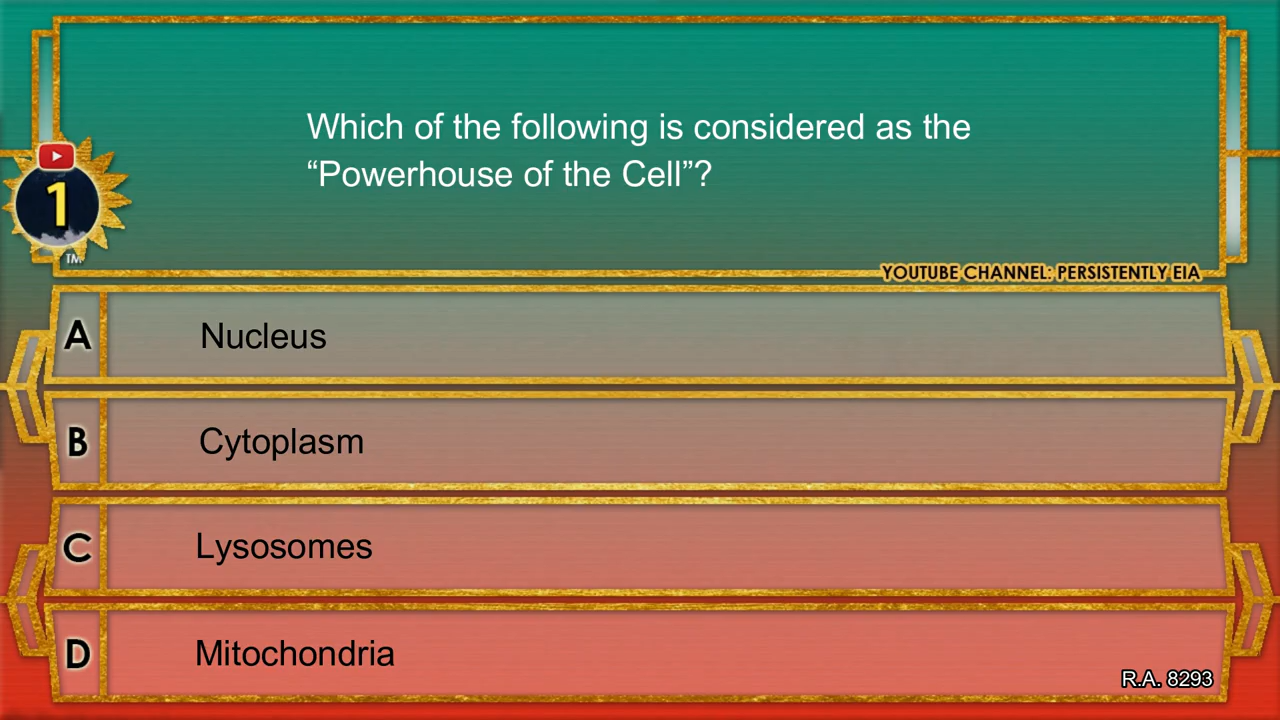 Which of the following is considered as the
“Powerhouse of the Cell”?
1
TM
YOUTUBE CHANNEL: PERSISTENTLY EIA
A Nucleus
B Cytoplasm
C Lysosomes
D Mitochondria
R.A. 8293